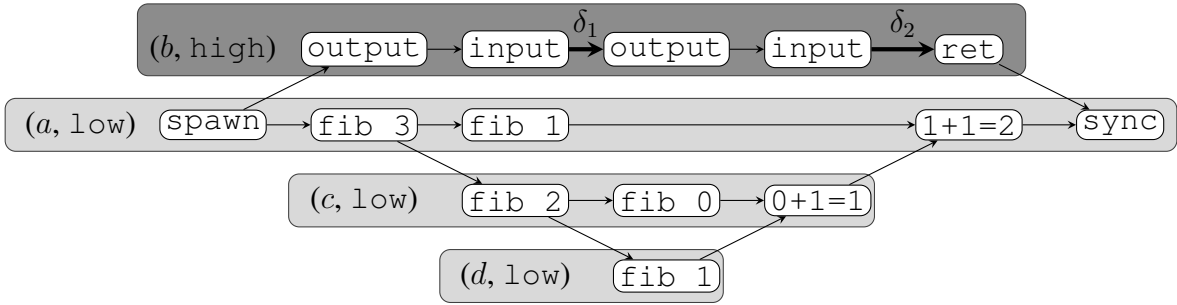 δ₁ δ₂
(b, high) output input output input ret
(a, low) spawn fib 3 fib 1 1+1=2 sync
(c, low) fib 2 fib 0 0+1=1
(d, low) fib 1